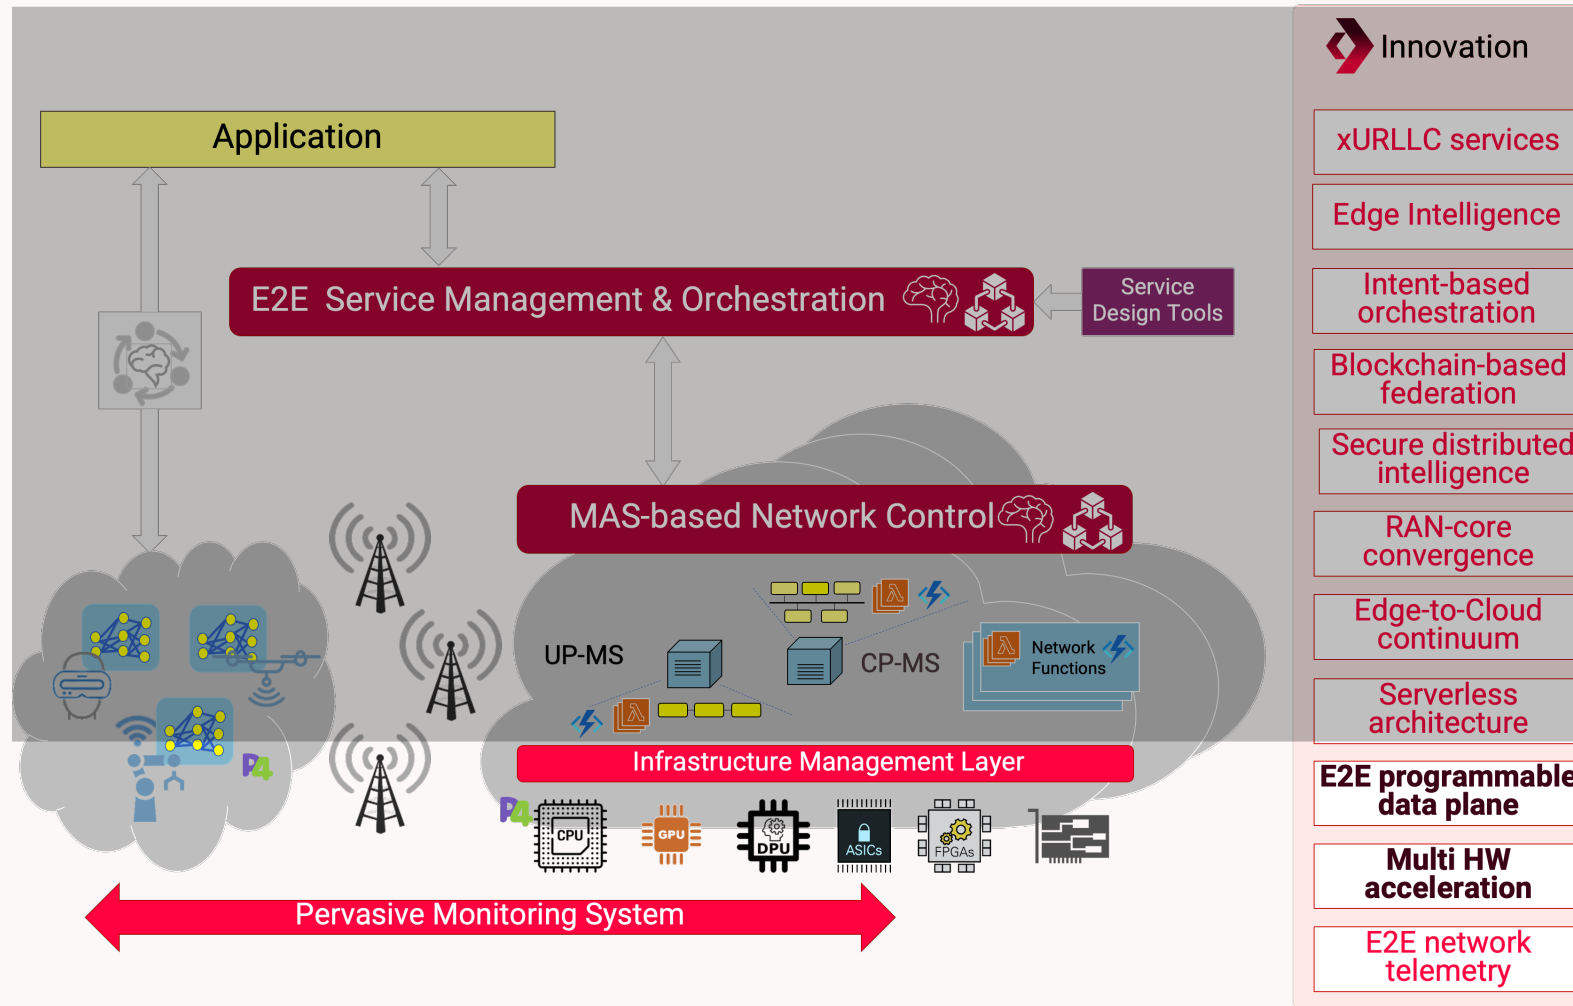 Innovation
Application
xURLLC services
Edge Intelligence
E2E Service Management & Orchestration
Service
Design Tools
Intent-based
orchestration
Blockchain-based
federation
Secure distributed
intelligence
MAS-based Network Control
RAN-core
convergence
Edge-to-Cloud
continuum
UP-MS
CP-MS
Network
Functions
Serverless
architecture
P4
Infrastructure Management Layer
E2E programmable
data plane
P4
CPU
GPU
DPU
ASICs
FPGAs
Multi HW
acceleration
Pervasive Monitoring System
E2E network
telemetry